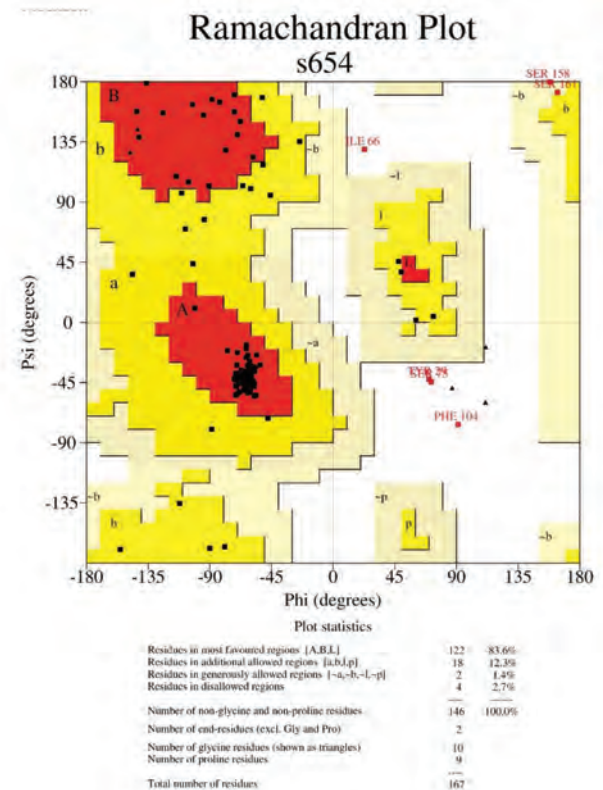 Ramachandran Plot
s654
180
135
90
45
0
-45
-90
-135
-180
-135
-90
-45
0
45
90
135
180
Psi (degrees)
Phi (degrees)
B
b
a
A
~b
~a
~l
l
~b
b
SER 158
SER 161
ILE 66
PHE 104
~b
b
~p
p
~b
Plot statistics
Residues in most favoured regions [A,B,L] 122 83.6%
Residues in additional allowed regions [a,b,l,p] 18 12.3%
Residues in generously allowed regions [~a,~b,~l,~p] 2 1.4%
Residues in disallowed regions 4 2.7%
Number of non-glycine and non-proline residues 146 100.0%
Number of end-residues (excl. Gly and Pro) 2
Number of glycine residues (shown as triangles) 10
Number of proline residues 9
Total number of residues 167